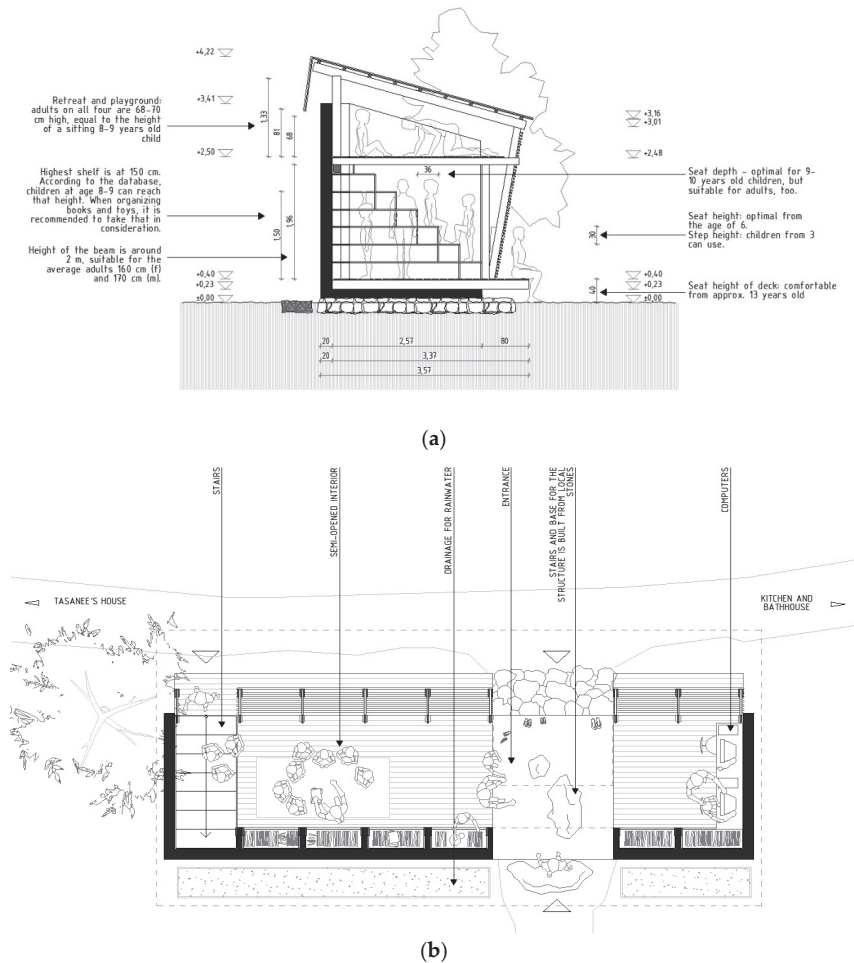 +4,22
+3,41
+2,50
+0,40
+0,23
±0,00
Retreat and playground:
adults on all four are 68-70
cm high, equal to the height
of a sitting 8-9 years old
child
Highest shelf is at 150 cm.
According to the database,
children at age 8-9 can reach
that height. When organizing
books and toys, it is
recommended to take that in
consideration.
Height of the beam is around
2 m, suitable for the
average adults 160 cm (f)
and 170 cm (m).
1,33
81
68
1,96
1,50
36
30
40
+3,16
+3,01
+2,48
+0,40
+0,23
±0,00
Seat depth - optimal for 9-
10 years old children, but
suitable for adults, too.
Seat height: optimal from
the age of 6.
Step height: children from 3
can use.
Seat height of deck: comfortable
from approx. 13 years old
20
2,57
80
20
3,37
3,57
(a)
STAIRS
SEMI-OPENED INTERIOR
DRAINAGE FOR RAINWATER
ENTRANCE
STAIRS AND BASE FOR THE
STRUCTURE IS BUILT FROM LOCAL
STONES
COMPUTERS
TASANEE'S HOUSE
KITCHEN AND
BATHHOUSE
(b)